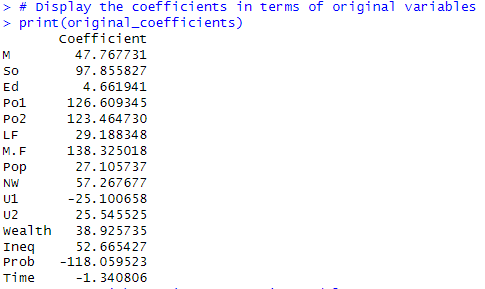 > # Display the coefficients in terms of original variables
> print(original_coefficients)
Coefficient
M 47.767731
So 97.855827
Ed 4.661941
Po1 126.609345
Po2 123.464730
LF 29.188348
M.F 138.325018
Pop 27.105737
NW 57.267677
U1 -25.100658
U2 25.545525
Wealth 38.925735
Ineq 52.665427
Prob -118.059523
Time -1.340806